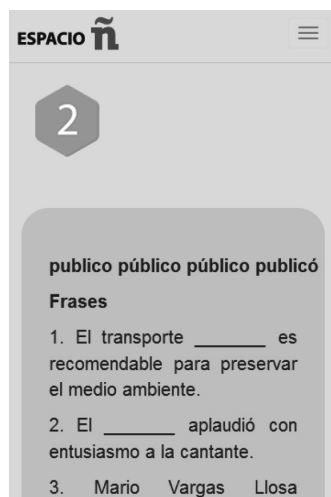 ESPACIO ñ
2
publico público público publicó
Frases
1. El transporte _______ es
recomendable para preservar
el medio ambiente.
2. El _______ aplaudió con
entusiasmo a la cantante.
3. Mario Vargas Llosa